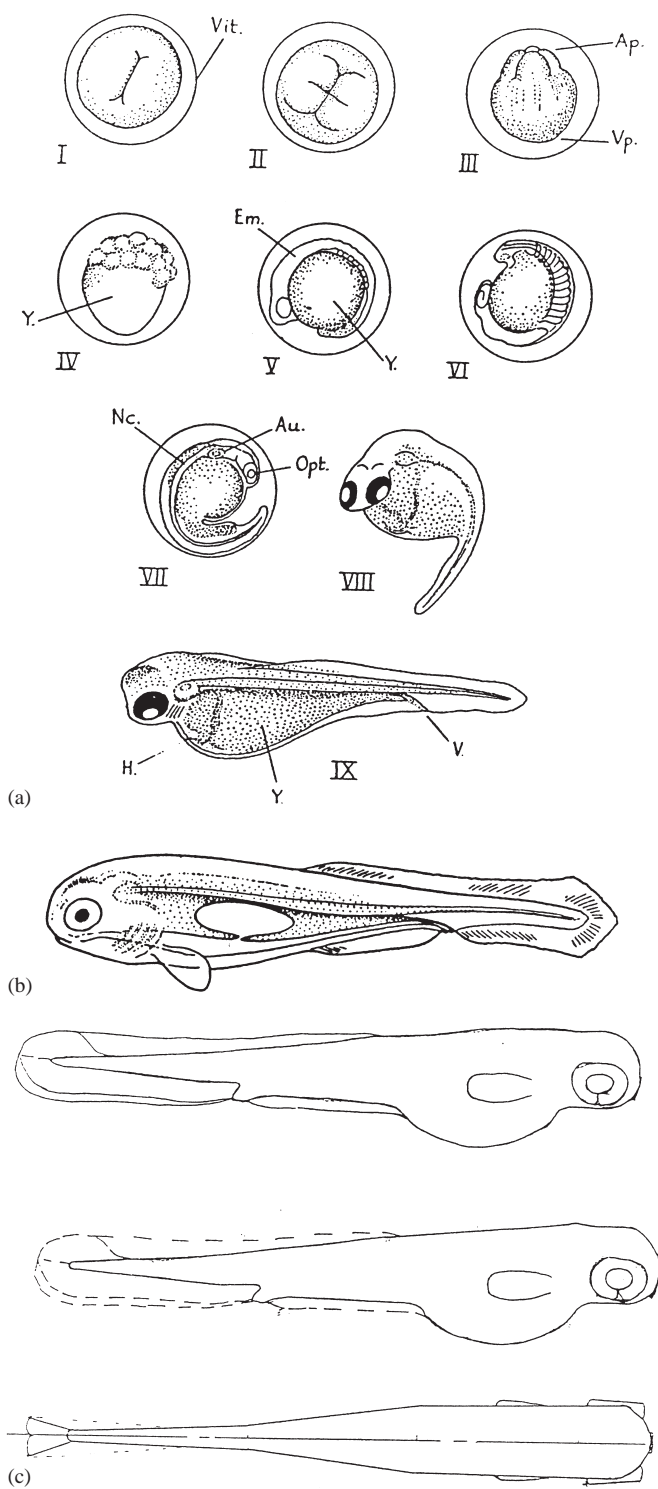 Vit.
Ap.
Vp.
I
II
III
Em.
Y.
Y.
IV
V
VI
Nc.
Au.
Opt.
VII
VIII
H.
Y.
IX
V.
(a)
(b)
(c)